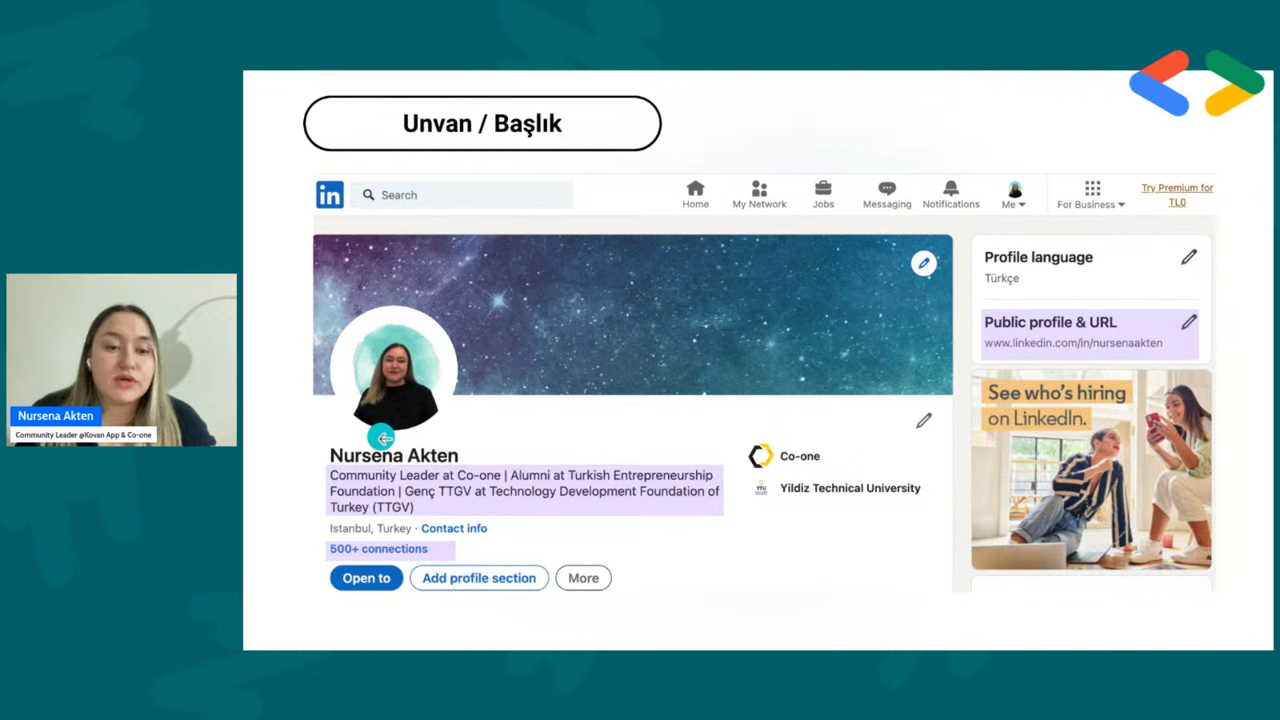 Unvan / Başlık
in
Search
Home
My Network
Jobs
Messaging
Notifications
Me
For Business
Try Premium for
TL0
Profile language
Türkçe
Public profile & URL
www.linkedin.com/in/nursenaakten
See who's hiring
on LinkedIn.
Nursena Akten
Community Leader at Co-one | Alumni at Turkish Entrepreneurship
Foundation | Genç TTGV at Technology Development Foundation of
Turkey (TTGV)
Istanbul, Turkey · Contact info
500+ connections
Open to
Add profile section
More
Co-one
Yildiz Technical University
Nursena Akten
Community Leader @Kovan App & Co-one